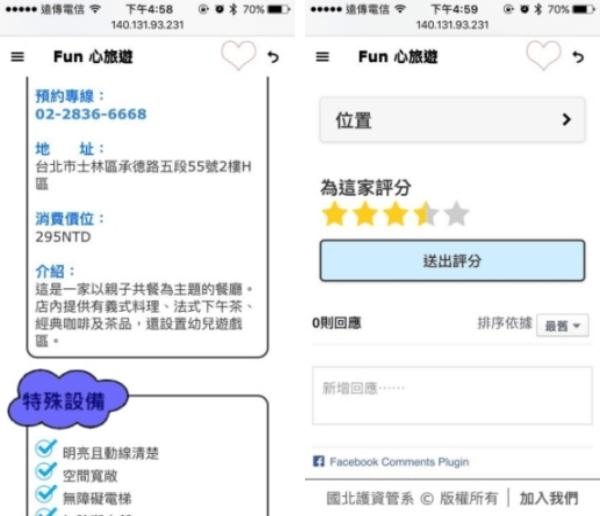 遠傳電信 下午4:58 70%
140.131.93.231
Fun 心旅遊
預約專線：
02-2836-6668
地 址：
台北市士林區承德路五段55號2樓H
區
消費價位：
295NTD
介紹：
這是一家以親子共餐為主題的餐廳。
店內提供有義式料理、法式下午茶、
經典咖啡及茶品，還設置幼兒遊戲
區。
特殊設備
明亮且動線清楚
空間寬敞
無障礙電梯
遠傳電信 下午4:59 70%
140.131.93.231
Fun 心旅遊
位置
為這家評分
送出評分
0則回應
排序依據 最舊
新增回應⋯⋯
Facebook Comments Plugin
國北護資管系 © 版權所有 │ 加入我們